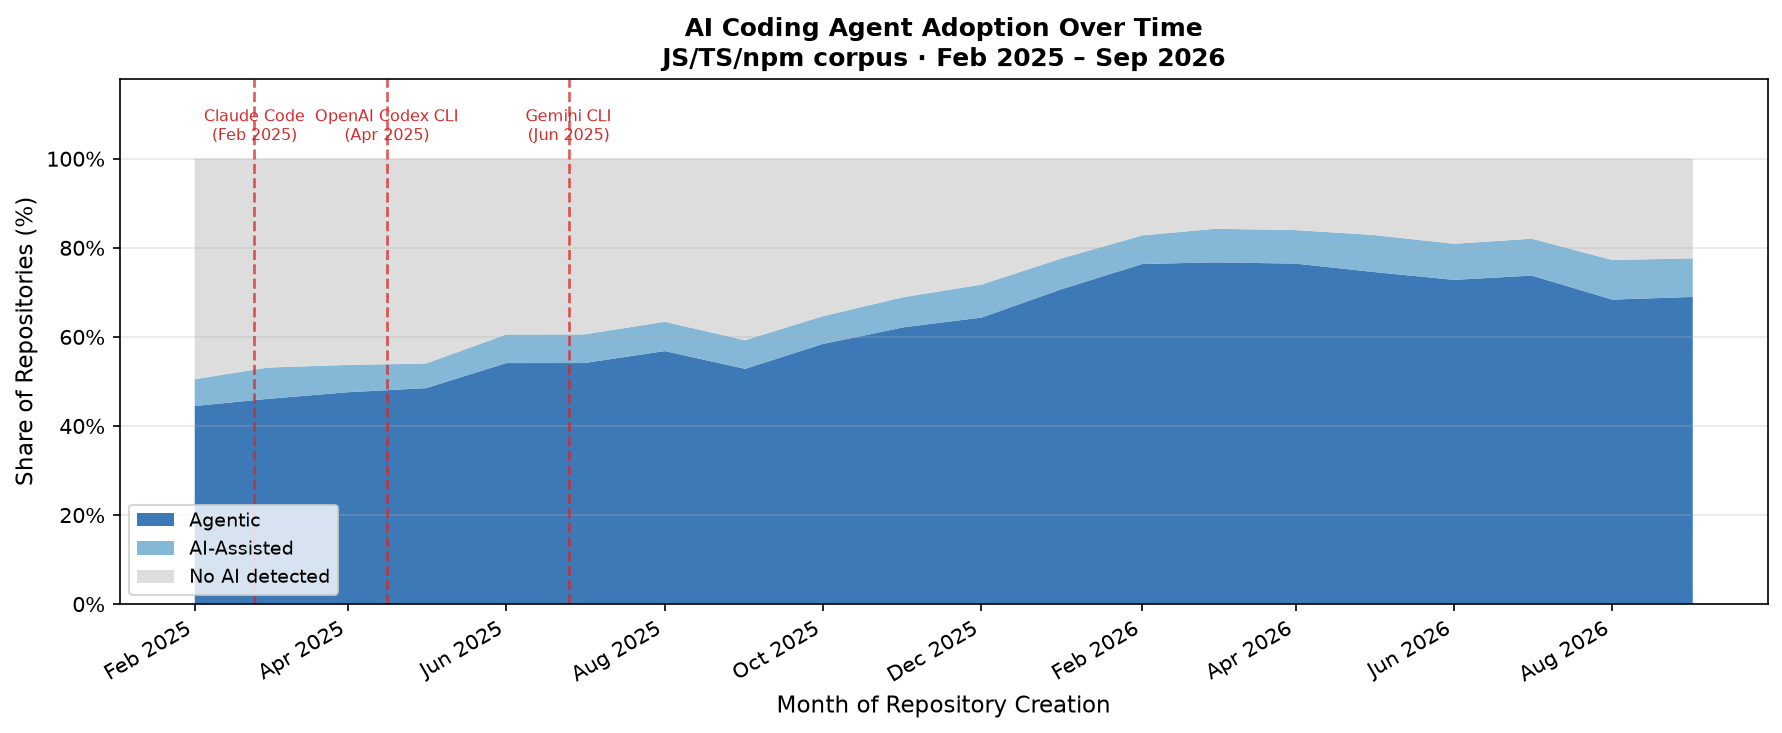 AI Coding Agent Adoption Over Time
JS/TS/npm corpus · Feb 2025 – Sep 2026
Claude Code
(Feb 2025)
OpenAI Codex CLI
(Apr 2025)
Gemini CLI
(Jun 2025)
Share of Repositories (%)
100%
80%
60%
40%
20%
0%
Agentic
AI-Assisted
No AI detected
Feb 2025
Apr 2025
Jun 2025
Aug 2025
Oct 2025
Dec 2025
Feb 2026
Apr 2026
Jun 2026
Aug 2026
Month of Repository Creation